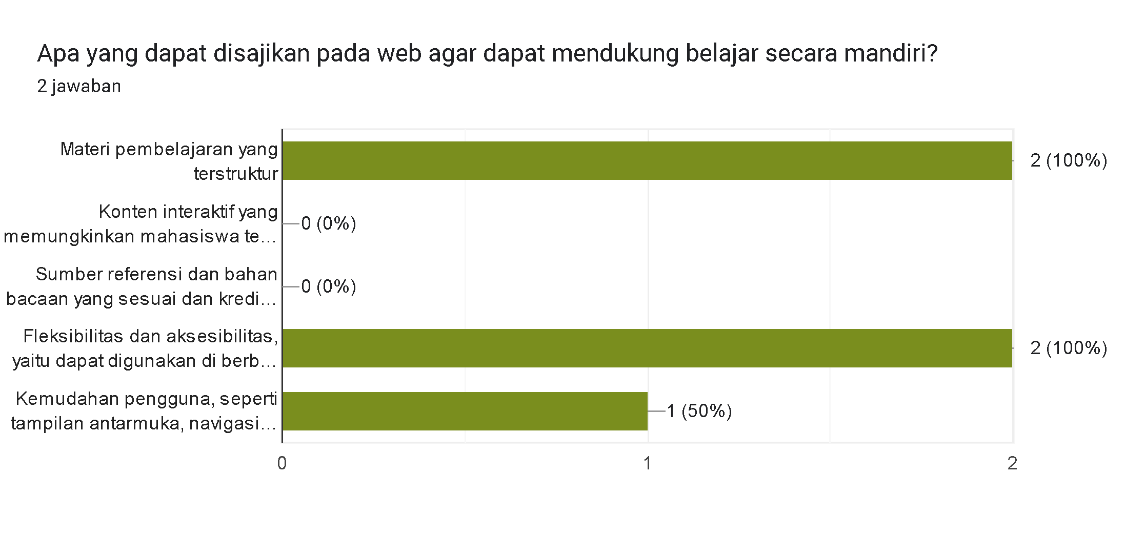 Apa yang dapat disajikan pada web agar dapat mendukung belajar secara mandiri?
2 jawaban
Materi pembelajaran yang
terstruktur
2 (100%)
Konten interaktif yang
memungkinkan mahasiswa te...
0 (0%)
Sumber referensi dan bahan
bacaan yang sesuai dan kredi...
0 (0%)
Fleksibilitas dan aksesibilitas,
yaitu dapat digunakan di berb...
2 (100%)
Kemudahan pengguna, seperti
tampilan antarmuka, navigasi...
1 (50%)
0 1 2